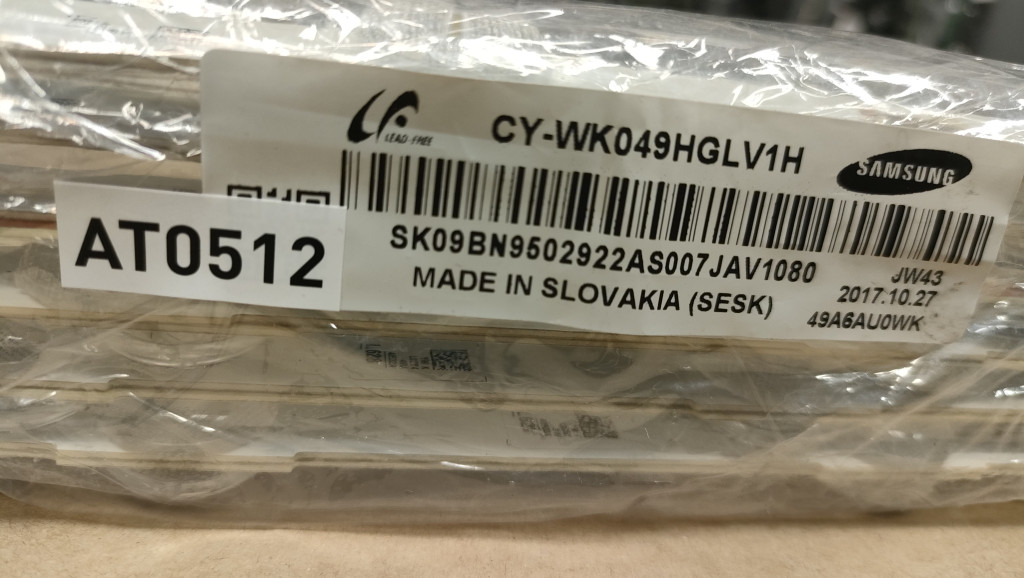 LEAD-FREE
CY-WK049HGLV1H
SAMSUNG
AT0512
SK09BN9502922AS007JAV1080
MADE IN SLOVAKIA (SESK)
JW43
2017.10.27
49A6AU0WK